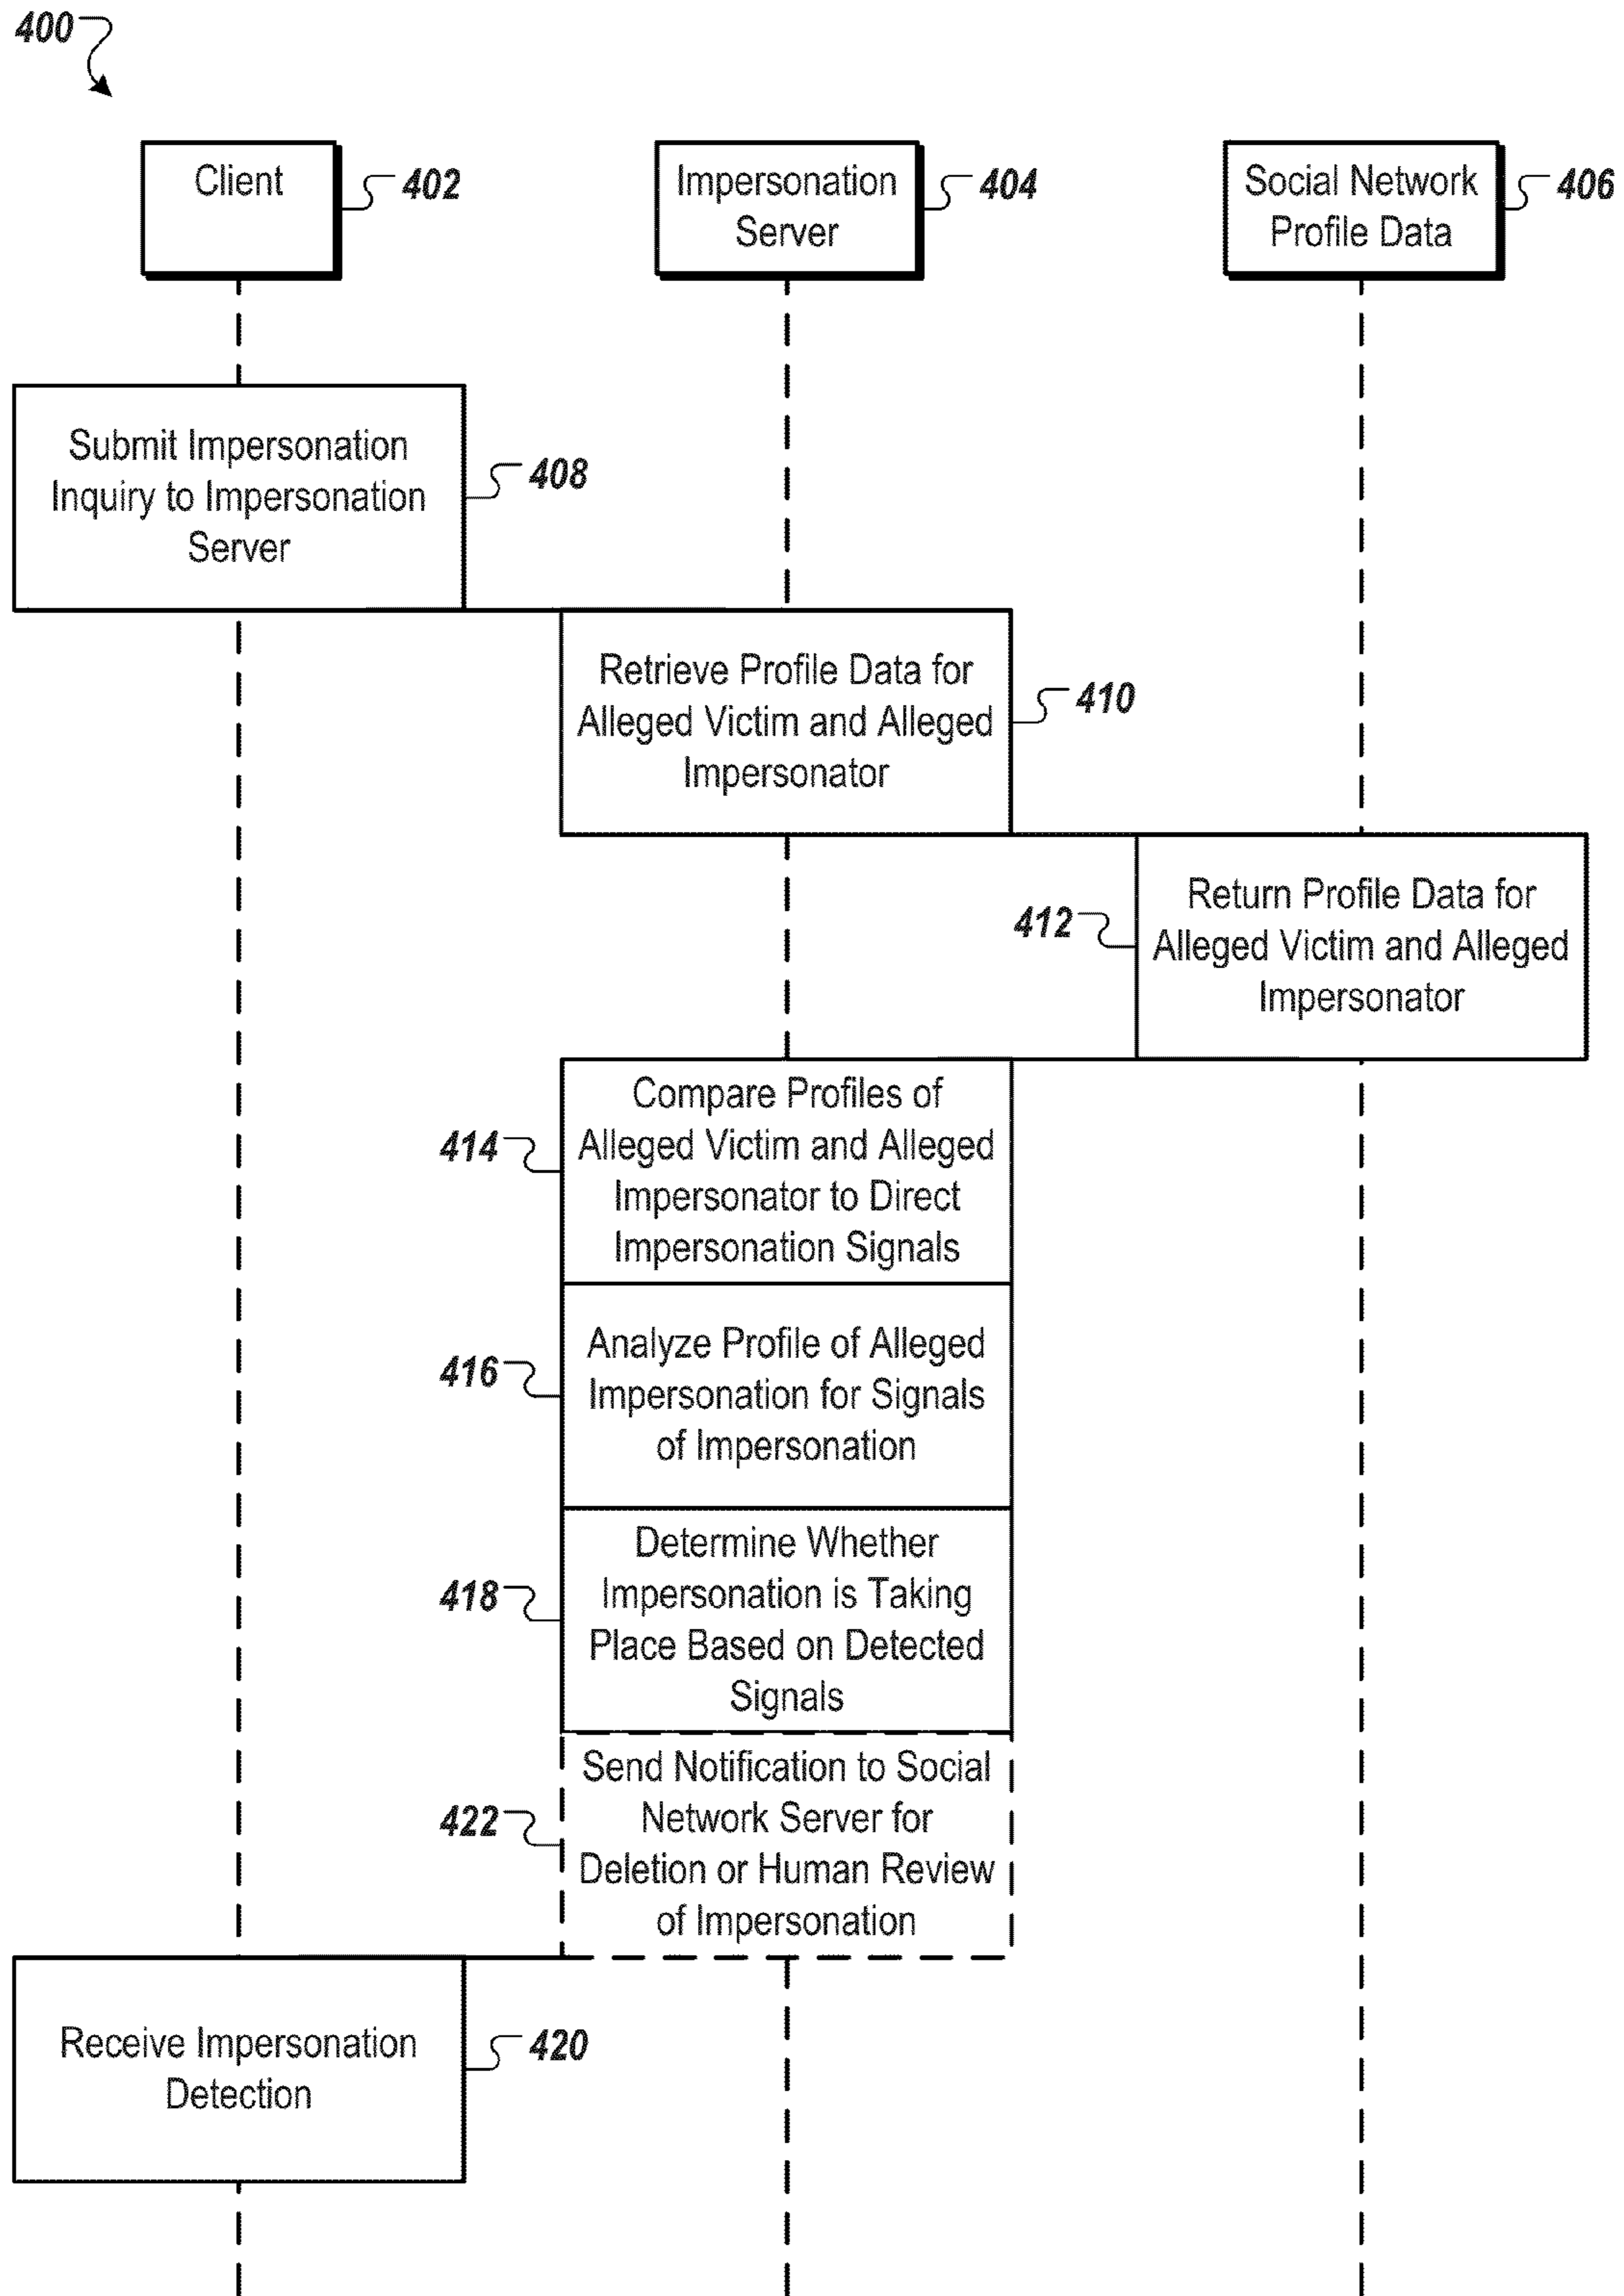 400
Client
402
Impersonation
Server
404
Social Network
Profile Data
406
Submit Impersonation
Inquiry to Impersonation
Server
408
Retrieve Profile Data for
Alleged Victim and Alleged
Impersonator
410
412
Return Profile Data for
Alleged Victim and Alleged
Impersonator
414
Compare Profiles of
Alleged Victim and Alleged
Impersonator to Direct
Impersonation Signals
416
Analyze Profile of Alleged
Impersonation for Signals
of Impersonation
418
Determine Whether
Impersonation is Taking
Place Based on Detected
Signals
422
Send Notification to Social
Network Server for
Deletion or Human Review
of Impersonation
Receive Impersonation
Detection
420